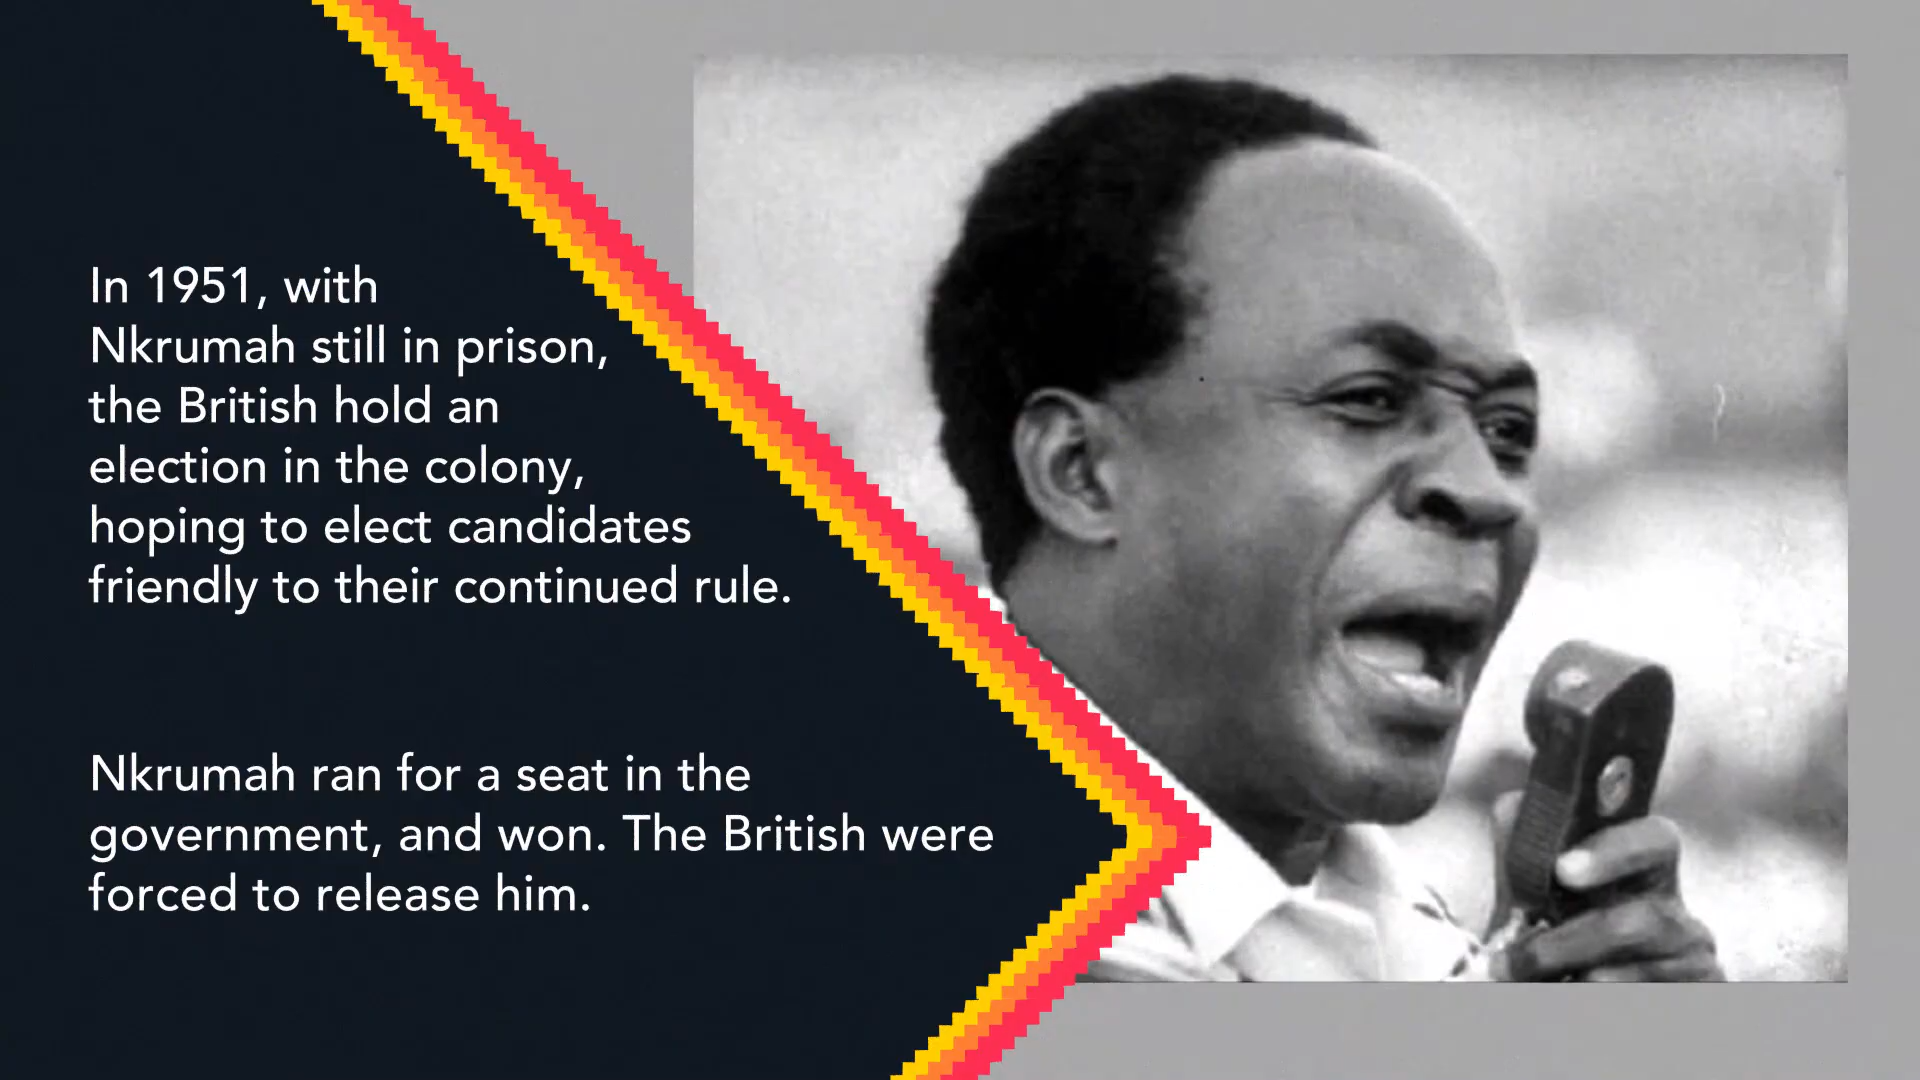 In 1951, with
Nkrumah still in prison,
the British hold an
election in the colony,
hoping to elect candidates
friendly to their continued rule.
Nkrumah ran for a seat in the
government, and won. The British were
forced to release him.